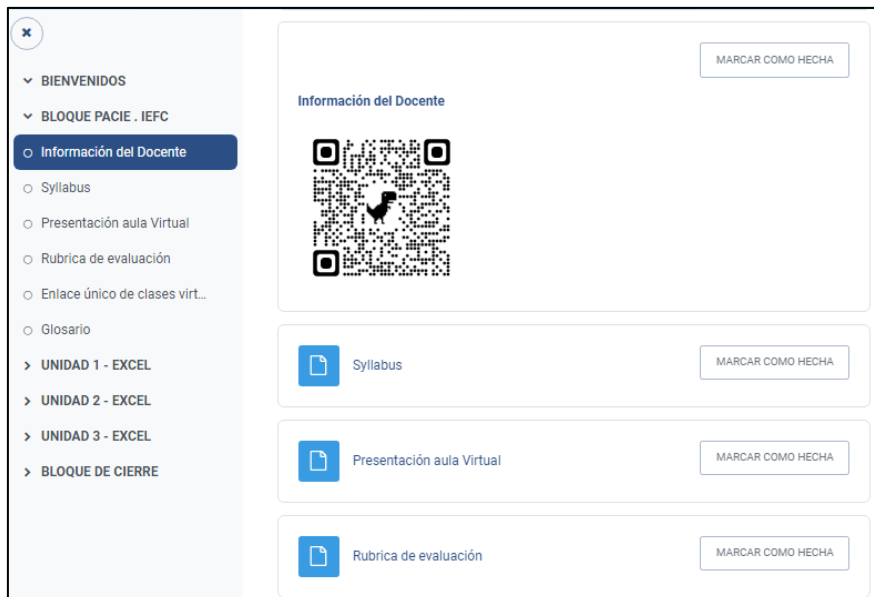 BIENVENIDOS
BLOQUE PACIE . IEFC
Información del Docente
Syllabus
Presentación aula Virtual
Rubrica de evaluación
Enlace único de clases virt...
Glosario
UNIDAD 1 - EXCEL
UNIDAD 2 - EXCEL
UNIDAD 3 - EXCEL
BLOQUE DE CIERRE
MARCAR COMO HECHA
Información del Docente
Syllabus
MARCAR COMO HECHA
Presentación aula Virtual
MARCAR COMO HECHA
Rubrica de evaluación
MARCAR COMO HECHA